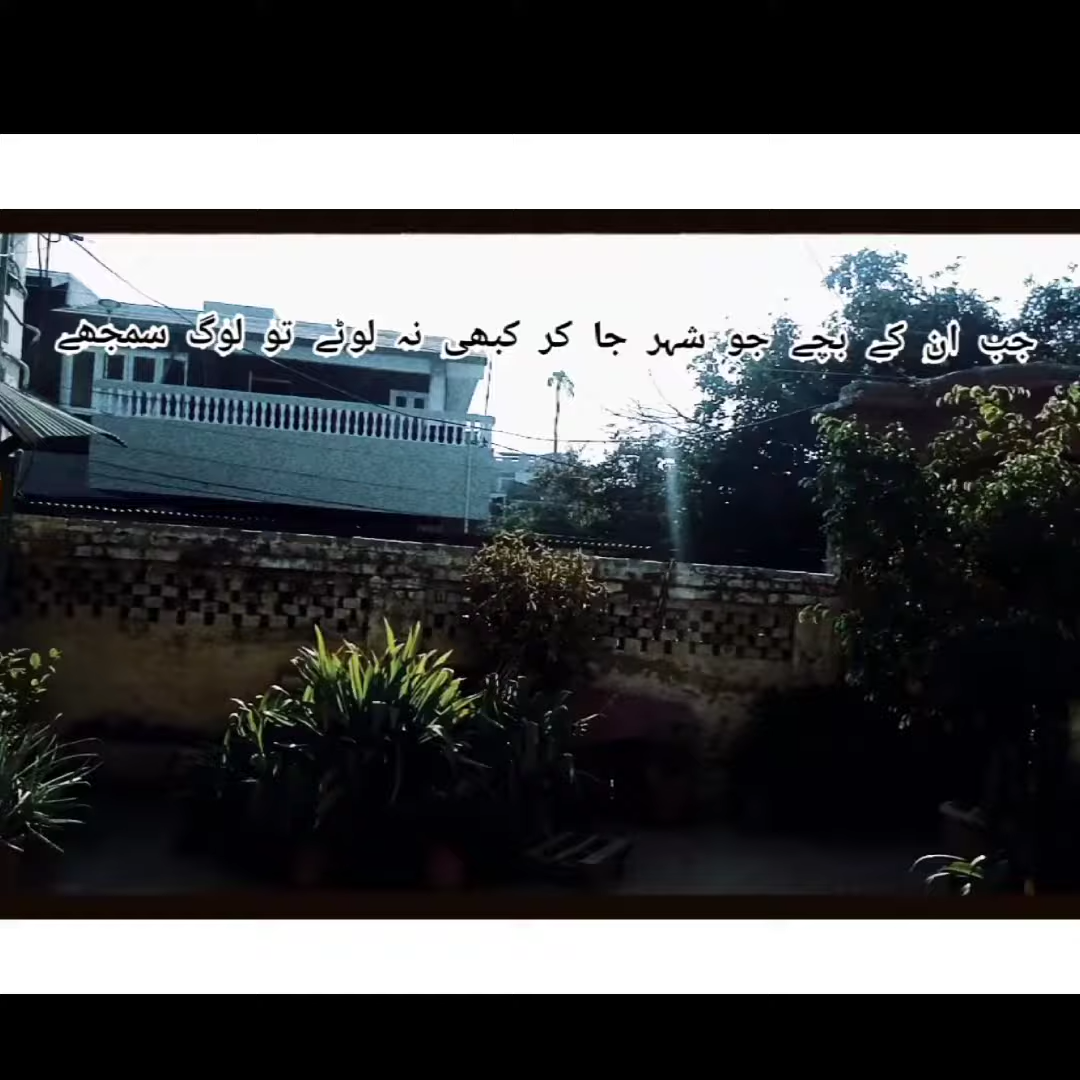 جب ان کے بچے جو شہر جا کر کبھی نہ لوٹے تو لوگ سمجھے